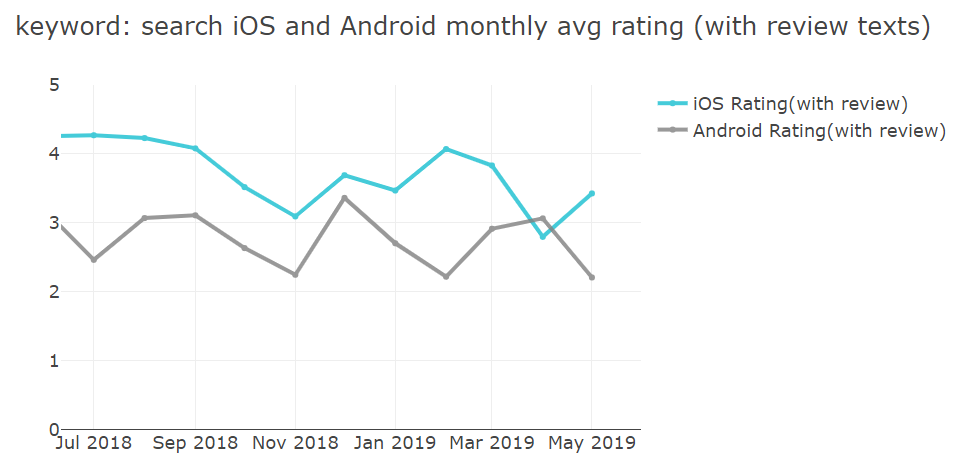 keyword: search iOS and Android monthly avg rating (with review texts)
5
4
3
2
1
0
Jul 2018 Sep 2018 Nov 2018 Jan 2019 Mar 2019 May 2019
iOS Rating(with review)
Android Rating(with review)